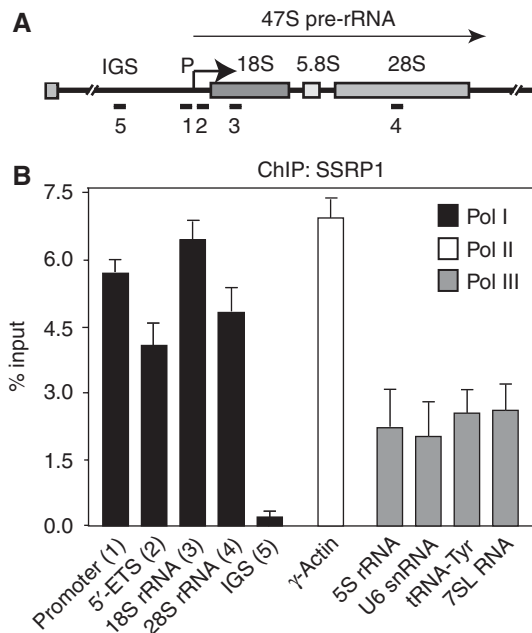 A
47S pre-rRNA
IGS P 18S 5.8S 28S
5 1 2 3 4
B
ChIP: SSRP1
% input
7.5
6.0
4.5
3.0
1.5
0.0
Pol I
Pol II
Pol III
Promoter (1)
5′-ETS (2)
18S rRNA (3)
28S rRNA (4)
IGS (5)
γ-Actin
5S rRNA
U6 snRNA
tRNA-Tyr
7SL RNA